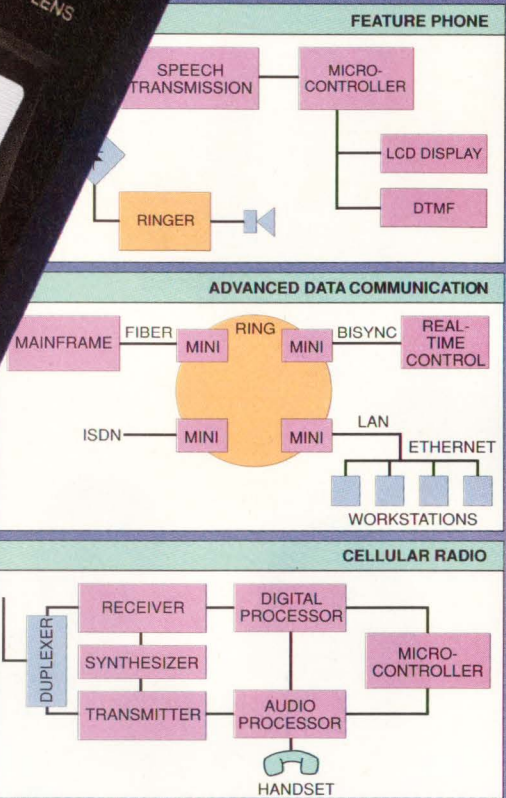 FEATURE PHONE
SPEECH
TRANSMISSION
MICRO-
CONTROLLER
LCD DISPLAY
DTMF
RINGER
ADVANCED DATA COMMUNICATION
MAINFRAME
FIBER
MINI
RING
MINI
BISYNC
REAL-
TIME
CONTROL
ISDN
MINI
MINI
LAN
ETHERNET
WORKSTATIONS
CELLULAR RADIO
DUPLEXER
RECEIVER
SYNTHESIZER
TRANSMITTER
DIGITAL
PROCESSOR
AUDIO
PROCESSOR
MICRO-
CONTROLLER
HANDSET